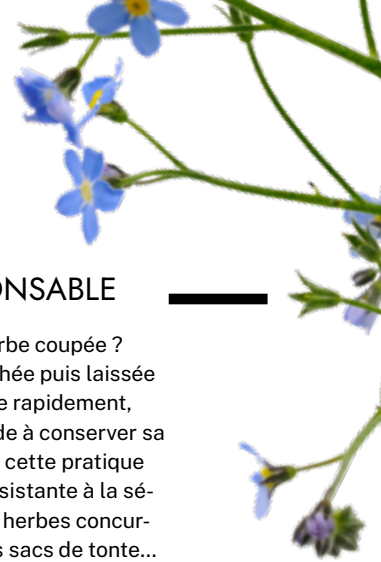 ONSABLE
rbe coupée ?
hée puis laissée
e rapidement,
de à conserver sa
cette pratique
sistante à la sé-
herbes concur-
s sacs de tonte...